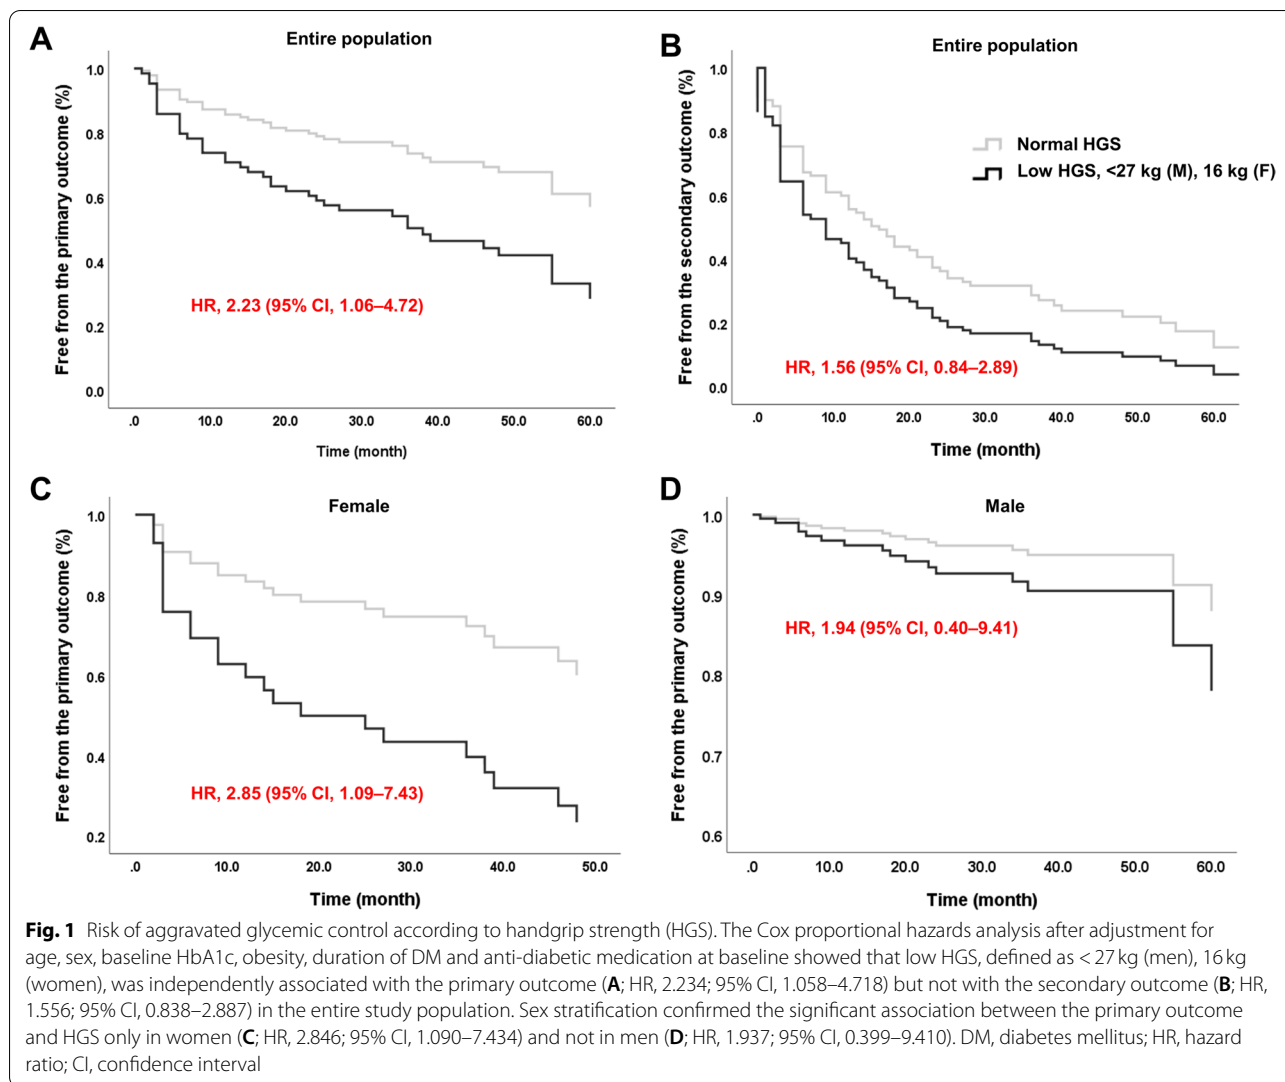 A
Entire population
Free from the primary outcome (%)
1.0
0.8
0.6
0.4
0.2
0.0
HR, 2.23 (95% CI, 1.06–4.72)
.0 10.0 20.0 30.0 40.0 50.0 60.0
Time (month)
B
Entire population
Free from the secondary outcome (%)
1.0
0.8
0.6
0.4
0.2
0.0
Normal HGS
Low HGS, <27 kg (M), 16 kg (F)
HR, 1.56 (95% CI, 0.84–2.89)
.0 10.0 20.0 30.0 40.0 50.0 60.0
Time (month)
C
Female
Free from the primary outcome (%)
1.0
0.8
0.6
0.4
0.2
HR, 2.85 (95% CI, 1.09–7.43)
.0 10.0 20.0 30.0 40.0 50.0
Time (month)
D
Male
Free from the primary outcome (%)
1.0
0.9
0.8
0.7
0.6
HR, 1.94 (95% CI, 0.40–9.41)
.0 10.0 20.0 30.0 40.0 50.0 60.0
Time (month)
Fig. 1 Risk of aggravated glycemic control according to handgrip strength (HGS). The Cox proportional hazards analysis after adjustment for
age, sex, baseline HbA1c, obesity, duration of DM and anti-diabetic medication at baseline showed that low HGS, defined as < 27 kg (men), 16 kg
(women), was independently associated with the primary outcome (A; HR, 2.234; 95% CI, 1.058–4.718) but not with the secondary outcome (B; HR,
1.556; 95% CI, 0.838–2.887) in the entire study population. Sex stratification confirmed the significant association between the primary outcome
and HGS only in women (C; HR, 2.846; 95% CI, 1.090–7.434) and not in men (D; HR, 1.937; 95% CI, 0.399–9.410). DM, diabetes mellitus; HR, hazard
ratio; CI, confidence interval